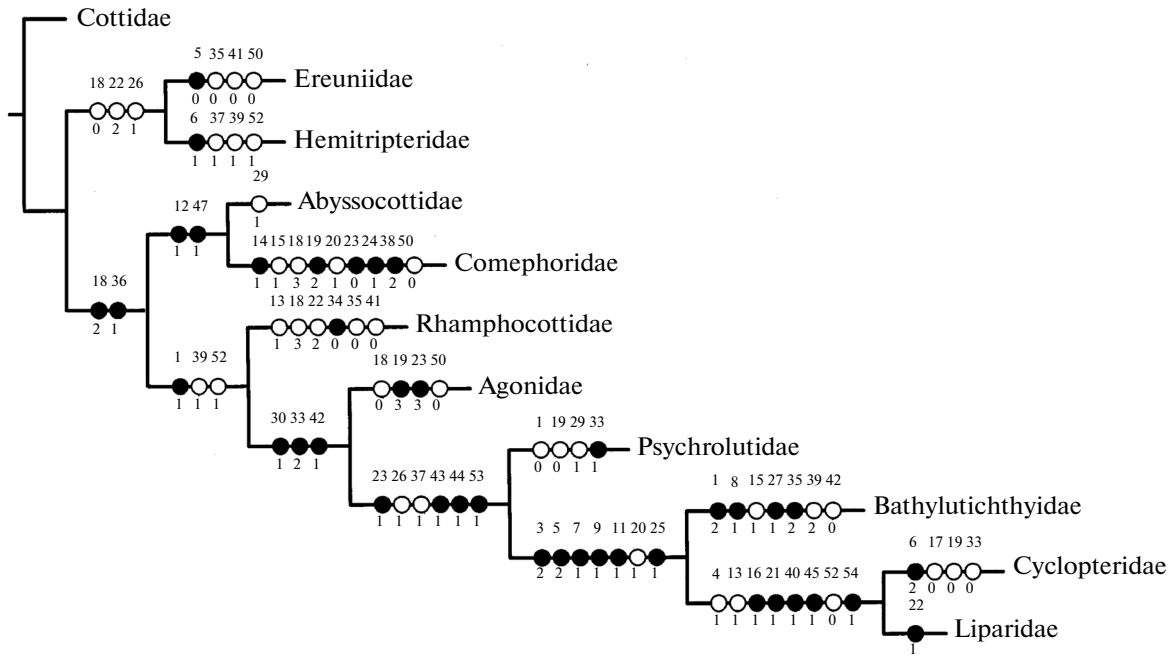 Cottidae
5 35 41 50
18 22 26
Ereuniidae
0 0 0 0
0 2 1
6 37 39 52
Hemitripteridae
1 1 1 1
29
12 47
Abyssocottidae
1
1 1
14 15 18 19 20 23 24 38 50
Comephoridae
1 1 3 2 1 0 1 2 0
18 36
2 1
13 18 22 34 35 41
Rhamphocottidae
1 3 2 0 0 0
1 39 52
1 1 1
18 19 23 50
Agonidae
0 3 3 0
30 33 42
1 2 1
1 19 29 33
Psychrolutidae
0 0 1 1
23 26 37 43 44 53
1 1 1 1 1 1
1 8 15 27 35 39 42
Bathylutichthyidae
2 1 1 1 2 2 0
3 5 7 9 11 20 25
2 2 1 1 1 1 1
6 17 19 33
Cyclopteridae
2 0 0 0
4 13 16 21 40 45 52 54
1 1 1 1 1 1 0 1
22
Liparidae
1